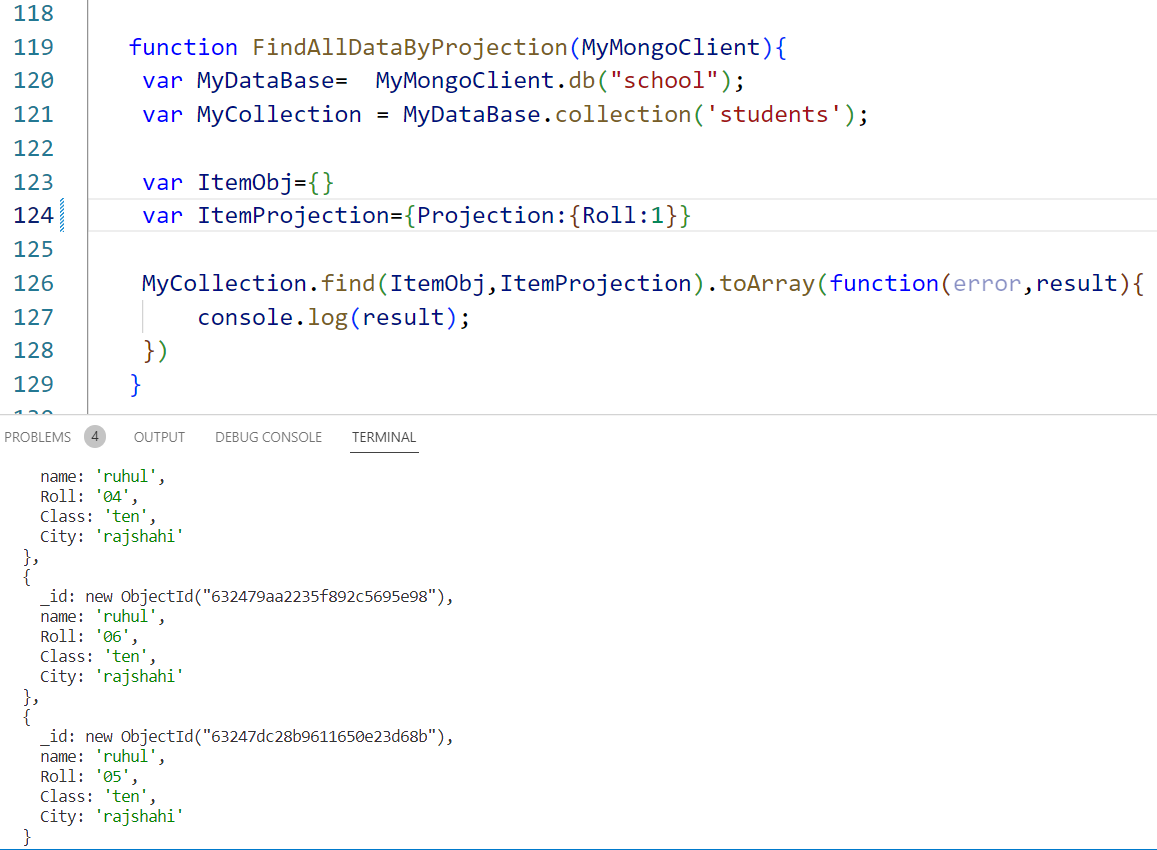 118
119 function FindAllDataByProjection(MyMongoClient){
120 var MyDataBase=  MyMongoClient.db("school");
121 var MyCollection = MyDataBase.collection('students');
122
123 var ItemObj={}
124 var ItemProjection={Projection:{Roll:1}}
125
126 MyCollection.find(ItemObj,ItemProjection).toArray(function(error,result){
127 console.log(result);
128 })
129 }
PROBLEMS 4 OUTPUT DEBUG CONSOLE TERMINAL
name: 'ruhul',
Roll: '04',
Class: 'ten',
City: 'rajshahi'
},
{
_id: new ObjectId("632479aa2235f892c5695e98"),
name: 'ruhul',
Roll: '06',
Class: 'ten',
City: 'rajshahi'
},
{
_id: new ObjectId("63247dc28b9611650e23d68b"),
name: 'ruhul',
Roll: '05',
Class: 'ten',
City: 'rajshahi'
}